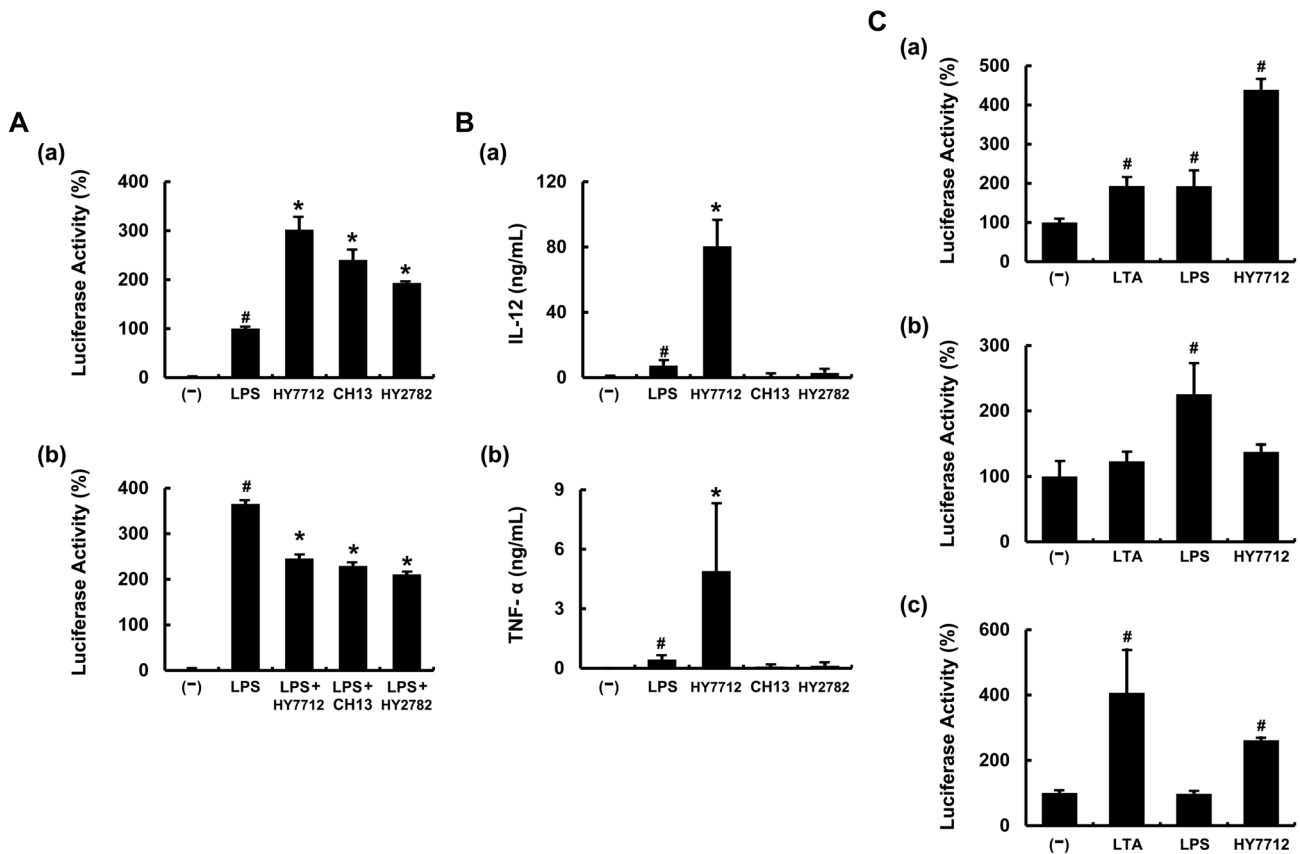 A
(a)
Luciferase Activity (%)
400
300
200
100
0
#
*
*
*
(−)
LPS
HY7712
CH13
HY2782
(b)
Luciferase Activity (%)
400
300
200
100
0
#
*
*
*
(−)
LPS
LPS+
HY7712
LPS+
CH13
LPS+
HY2782
B
(a)
IL-12 (ng/mL)
120
80
40
0
#
*
(−)
LPS
HY7712
CH13
HY2782
(b)
TNF- α (ng/mL)
9
6
3
0
#
*
(−)
LPS
HY7712
CH13
HY2782
C
(a)
Luciferase Activity (%)
500
400
300
200
100
0
#
#
#
(−)
LTA
LPS
HY7712
(b)
Luciferase Activity (%)
300
200
100
0
#
(−)
LTA
LPS
HY7712
(c)
Luciferase Activity (%)
600
400
200
0
#
#
(−)
LTA
LPS
HY7712